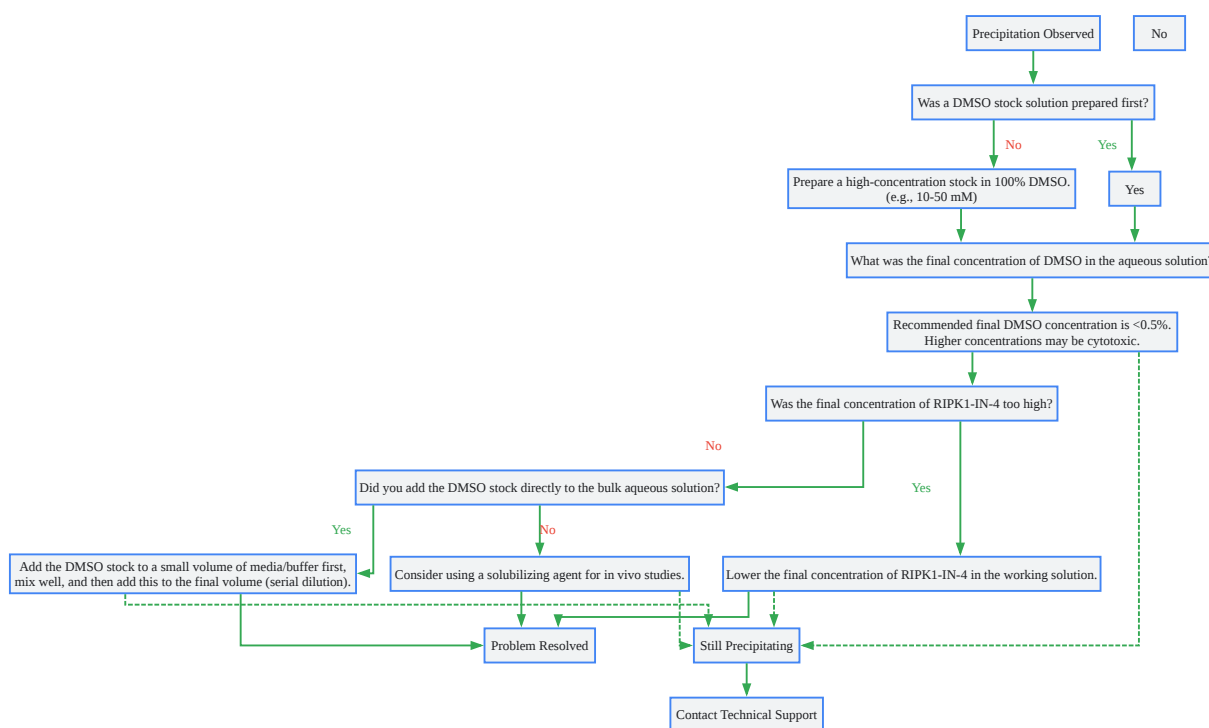 Precipitation Observed
No
Was a DMSO stock solution prepared first?
No
Yes
Prepare a high-concentration stock in 100% DMSO.
(e.g., 10-50 mM)
Yes
What was the final concentration of DMSO in the aqueous solution?
Recommended final DMSO concentration is <0.5%.
Higher concentrations may be cytotoxic.
Was the final concentration of RIPK1-IN-4 too high?
No
Did you add the DMSO stock directly to the bulk aqueous solution?
Yes
Yes
No
Add the DMSO stock to a small volume of media/buffer first,
mix well, and then add this to the final volume (serial dilution).
Consider using a solubilizing agent for in vivo studies.
Lower the final concentration of RIPK1-IN-4 in the working solution.
Problem Resolved
Still Precipitating
Contact Technical Support